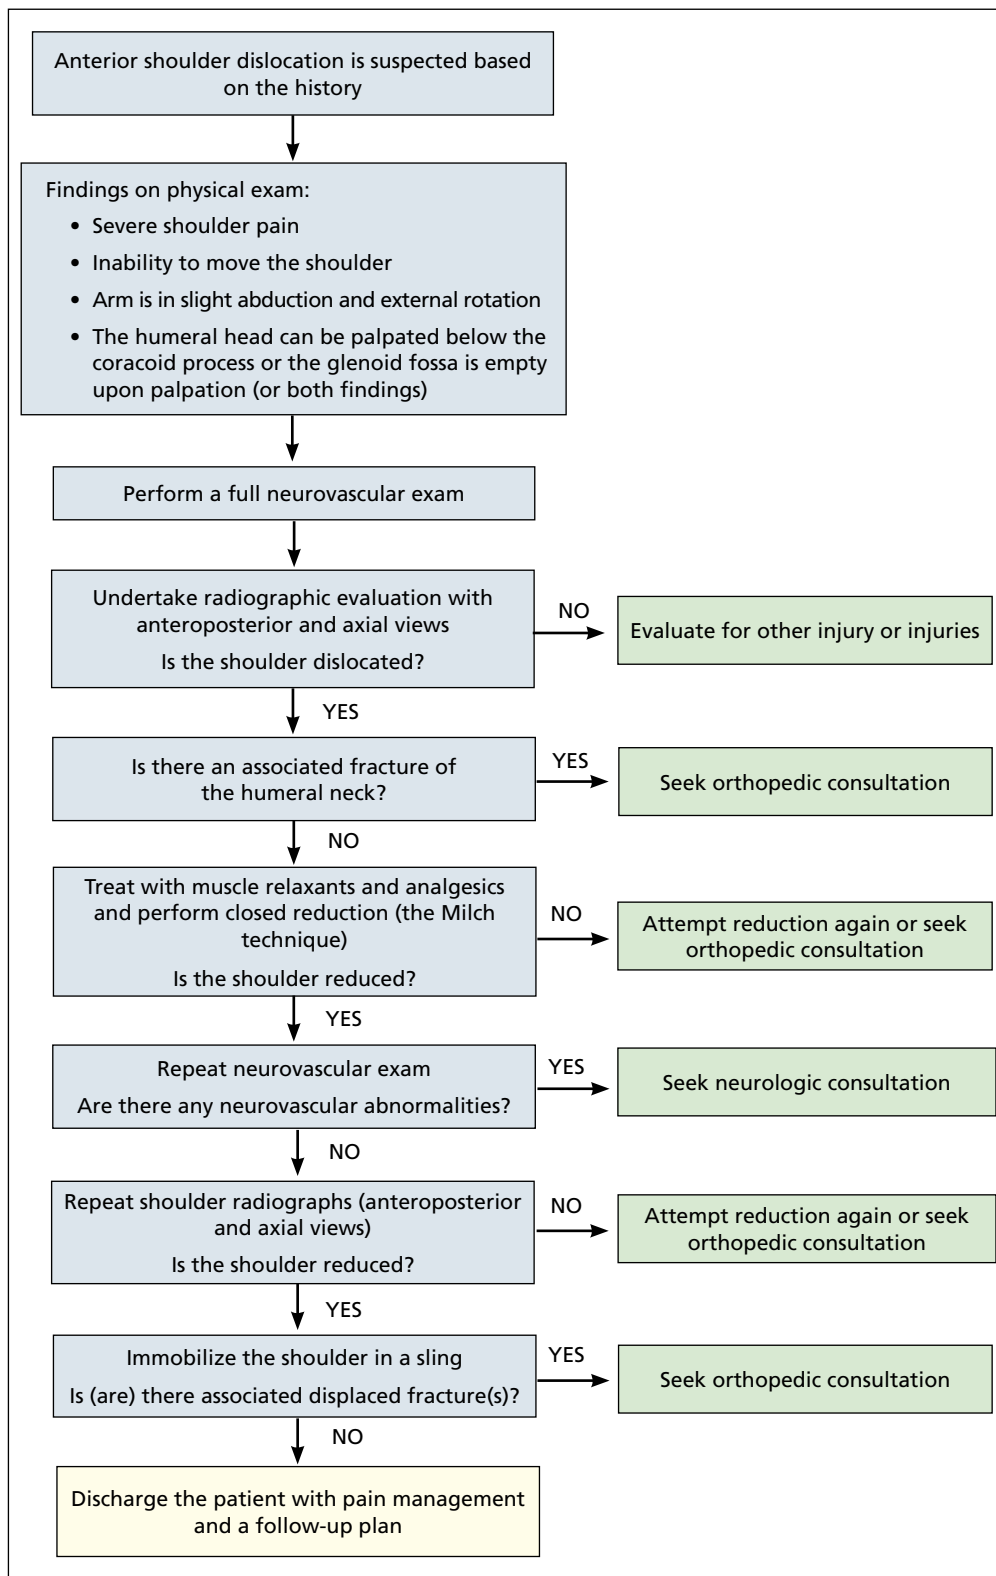 Anterior shoulder dislocation is suspected based
on the history
Findings on physical exam:
• Severe shoulder pain
• Inability to move the shoulder
• Arm is in slight abduction and external rotation
• The humeral head can be palpated below the
coracoid process or the glenoid fossa is empty
upon palpation (or both findings)
Perform a full neurovascular exam
Undertake radiographic evaluation with
anteroposterior and axial views
Is the shoulder dislocated?
NO
Evaluate for other injury or injuries
YES
Is there an associated fracture of
the humeral neck?
YES
Seek orthopedic consultation
NO
Treat with muscle relaxants and analgesics
and perform closed reduction (the Milch
technique)
Is the shoulder reduced?
NO
Attempt reduction again or seek
orthopedic consultation
YES
Repeat neurovascular exam
Are there any neurovascular abnormalities?
YES
Seek neurologic consultation
NO
Repeat shoulder radiographs (anteroposterior
and axial views)
Is the shoulder reduced?
NO
Attempt reduction again or seek
orthopedic consultation
YES
Immobilize the shoulder in a sling
Is (are) there associated displaced fracture(s)?
YES
Seek orthopedic consultation
NO
Discharge the patient with pain management
and a follow-up plan